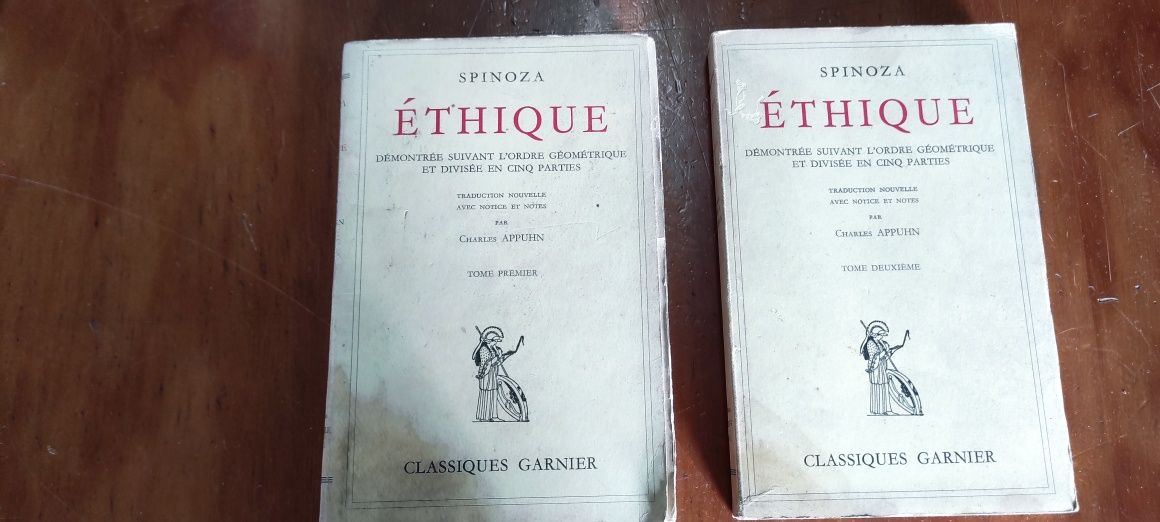 SPINOZA
ÉTHIQUE
DÉMONTRÉE SUIVANT L'ORDRE GÉOMÉTRIQUE
ET DIVISÉE EN CINQ PARTIES
TRADUCTION NOUVELLE
AVEC NOTICE ET NOTES
PAR
CHARLES APPUHN
TOME PREMIER
CLASSIQUES GARNIER
SPINOZA
ÉTHIQUE
DÉMONTRÉE SUIVANT L'ORDRE GÉOMÉTRIQUE
ET DIVISÉE EN CINQ PARTIES
TRADUCTION NOUVELLE
AVEC NOTICE ET NOTES
PAR
CHARLES APPUHN
TOME DEUXIÈME
CLASSIQUES GARNIER